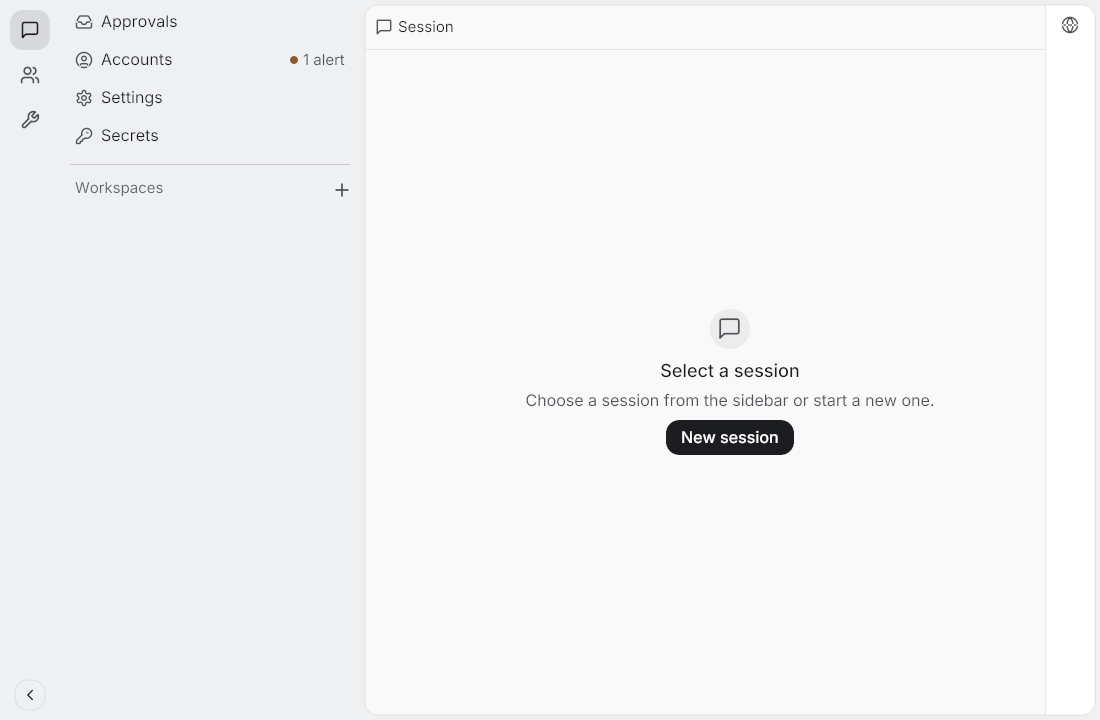 Approvals
Accounts
1 alert
Settings
Secrets
Workspaces
Session
Select a session
Choose a session from the sidebar or start a new one.
New session